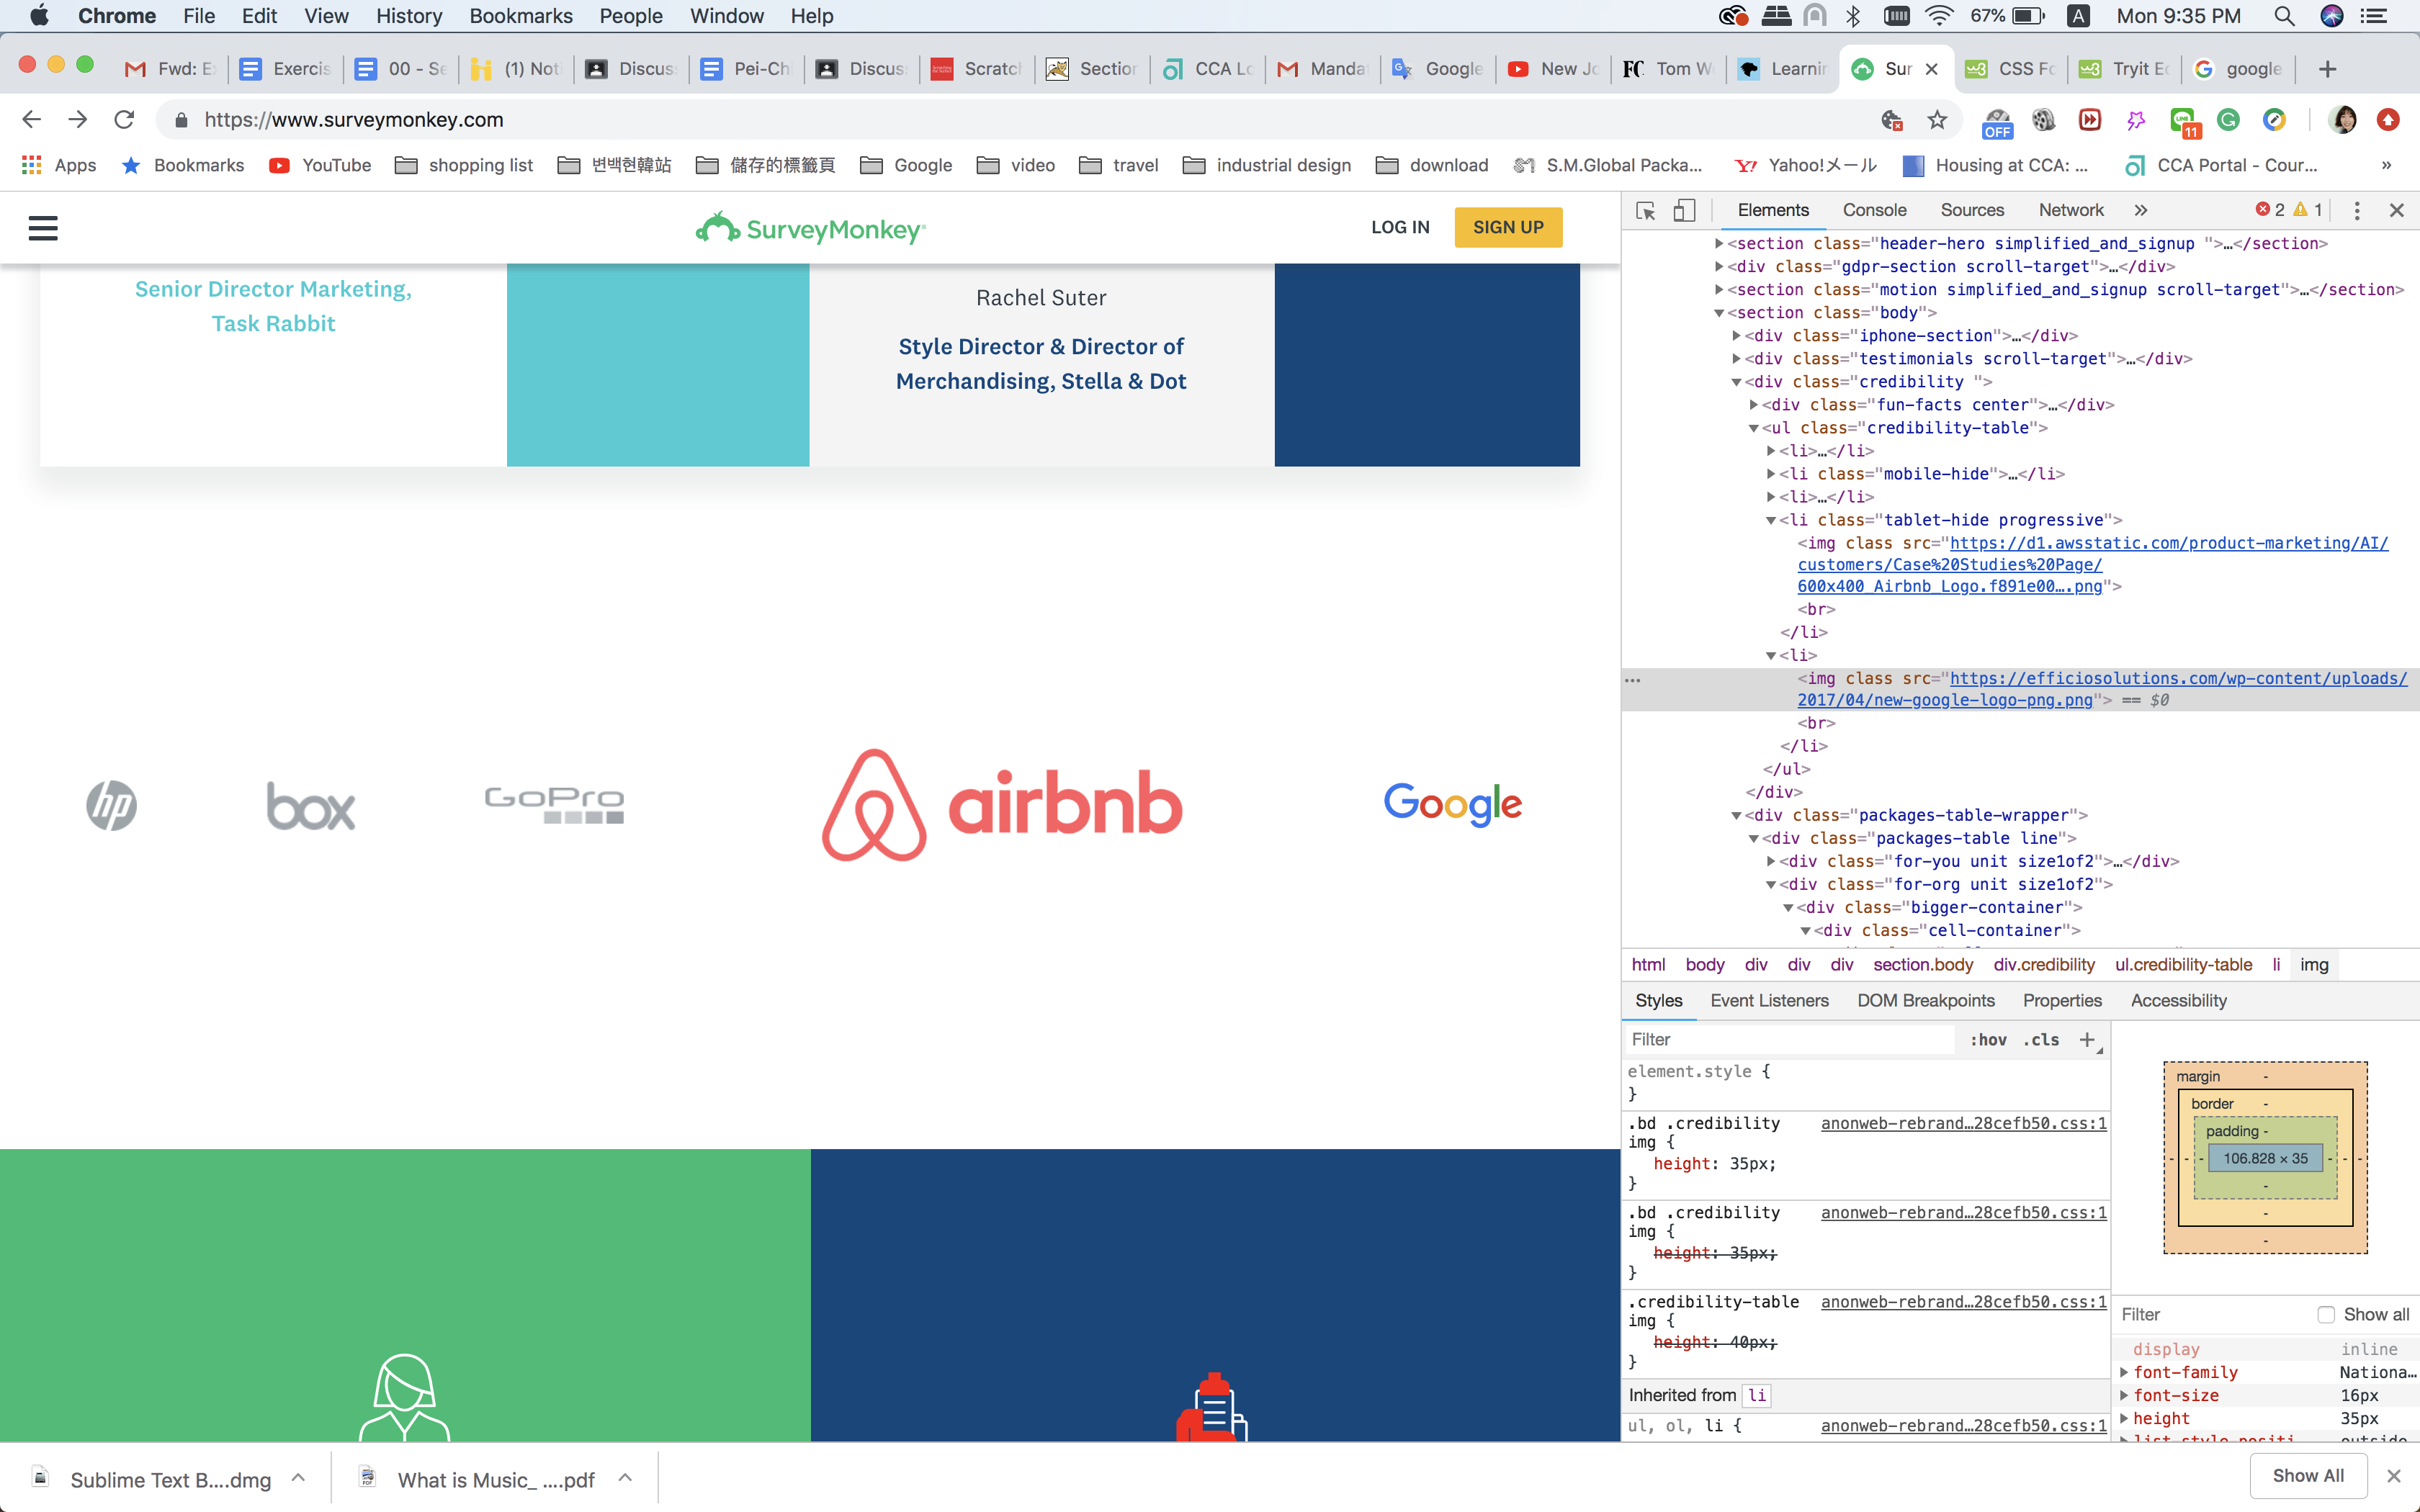 Chrome File Edit View History Bookmarks People Window Help 67% A Mon 9:35 PM
Fwd: E Exercis 00 - Se (1) Noti Discus Pei-Ch Discus Scratc Section CCA Lo Manda Google New Jo FC Tom W Learnin Sur CSS Fo Tryit E google
https://www.surveymonkey.com OFF 11
Apps Bookmarks YouTube shopping list 변백현韓站 儲存的標籤頁 Google video travel industrial design download S.M.Global Packa... Yahoo!メール Housing at CCA: ... CCA Portal - Cour... »
SurveyMonkey
LOG IN SIGN UP
Senior Director Marketing,
Task Rabbit
Rachel Suter
Style Director & Director of
Merchandising, Stella & Dot
hp box GoPro airbnb Google
Elements Console Sources Network » 2 1
<section class="header-hero simplified_and_signup ">…</section>
<div class="gdpr-section scroll-target">…</div>
<section class="motion simplified_and_signup scroll-target">…</section>
<section class="body">
<div class="iphone-section">…</div>
<div class="testimonials scroll-target">…</div>
<div class="credibility ">
<div class="fun-facts center">…</div>
<ul class="credibility-table">
<li>…</li>
<li class="mobile-hide">…</li>
<li>…</li>
<li class="tablet-hide progressive">
<img class src="https://d1.awsstatic.com/product-marketing/AI/
customers/Case%20Studies%20Page/
600x400_Airbnb_Logo.f891e00….png">
<br>
</li>
<li>
… <img class src="https://efficiosolutions.com/wp-content/uploads/
2017/04/new-google-logo-png.png"> == $0
<br>
</li>
</ul>
</div>
<div class="packages-table-wrapper">
<div class="packages-table line">
<div class="for-you unit size1of2">…</div>
<div class="for-org unit size1of2">
<div class="bigger-container">
<div class="cell-container">
html body div div div section.body div.credibility ul.credibility-table li img
Styles Event Listeners DOM Breakpoints Properties Accessibility
Filter :hov .cls +
element.style {
}
.bd .credibility anonweb-rebrand…28cefb50.css:1
img {
height: 35px;
}
.bd .credibility anonweb-rebrand…28cefb50.css:1
img {
height: 35px;
}
.credibility-table anonweb-rebrand…28cefb50.css:1
img {
height: 40px;
}
Inherited from li
ul, ol, li { anonweb-rebrand…28cefb50.css:1
margin -
border -
padding -
- - - 106.828 × 35 - - -
-
-
-
Filter Show all
display inline
font-family Nationa…
font-size 16px
height 35px
Sublime Text B....dmg What is Music_ ....pdf Show All